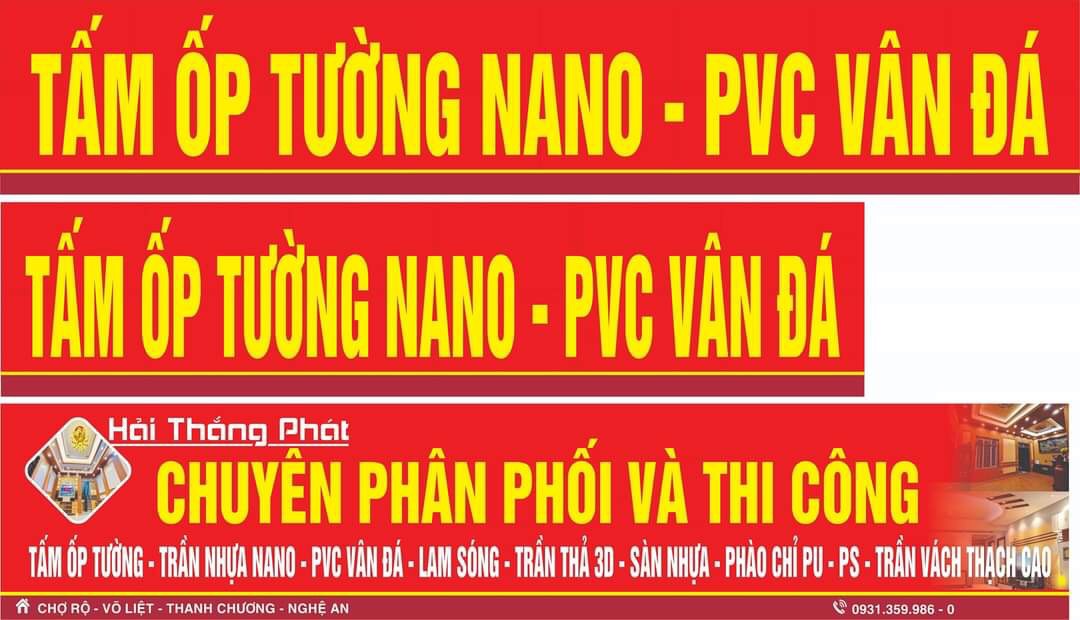 TẤM ỐP TƯỜNG NANO - PVC VÂN ĐÁ
TẤM ỐP TƯỜNG NANO - PVC VÂN ĐÁ
Hải Thắng Phát
CHUYÊN PHÂN PHỐI VÀ THI CÔNG
TẤM ỐP TƯỜNG - TRẦN NHỰA NANO - PVC VÂN ĐÁ - LAM SÓNG - TRẦN THẢ 3D - SÀN NHỰA - PHÀO CHỈ PU - PS - TRẦN VÁCH THẠCH CAO
CHỢ RỘ - VÕ LIỆT - THANH CHƯƠNG - NGHỆ AN
0931.359.986 - 0